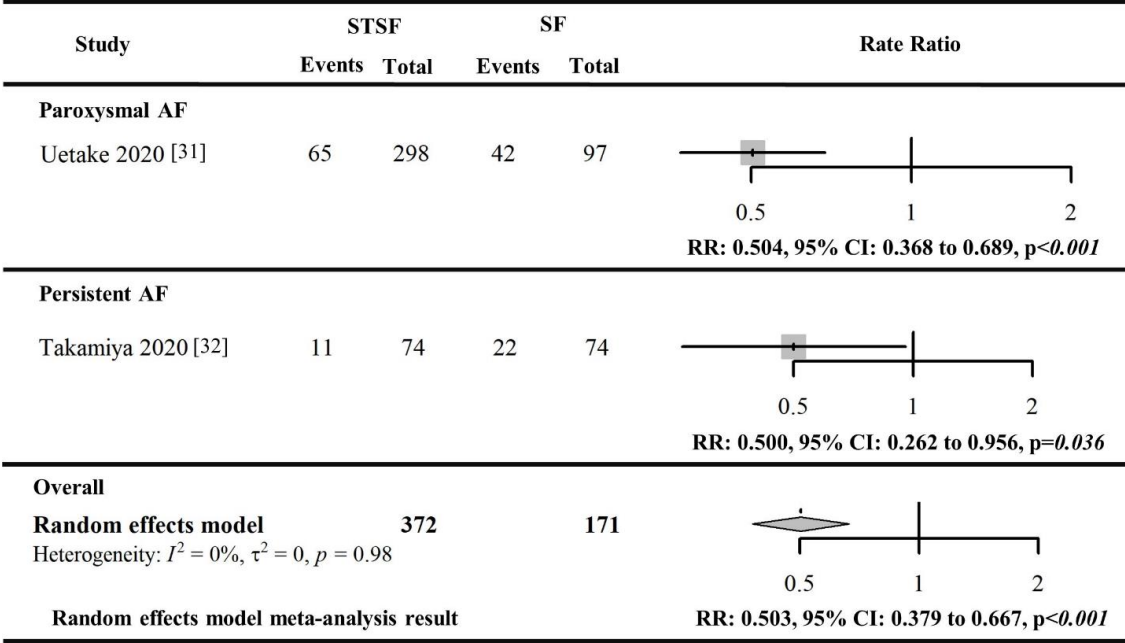 Study STSF SF Rate Ratio
Events Total Events Total
Paroxysmal AF
Uetake 2020 [31] 65 298 42 97
0.5 1 2
RR: 0.504, 95% CI: 0.368 to 0.689, p<0.001
Persistent AF
Takamiya 2020 [32] 11 74 22 74
0.5 1 2
RR: 0.500, 95% CI: 0.262 to 0.956, p=0.036
Overall
Random effects model 372 171
Heterogeneity: I² = 0%, τ² = 0, p = 0.98
0.5 1 2
Random effects model meta-analysis result RR: 0.503, 95% CI: 0.379 to 0.667, p<0.001